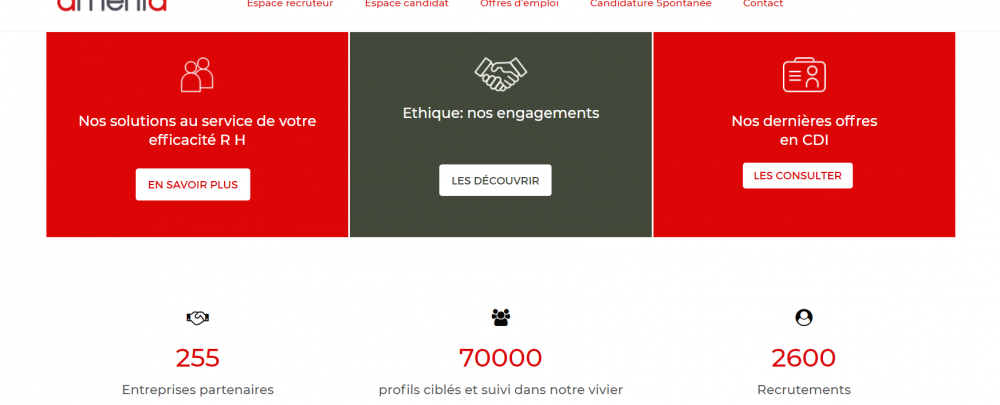 amenia
Espace recruteur Espace candidat Offres d'emploi Candidature Spontanée Contact
Nos solutions au service de votre
efficacité R H
EN SAVOIR PLUS
Ethique: nos engagements
LES DÉCOUVRIR
Nos dernières offres
en CDI
LES CONSULTER
255
Entreprises partenaires
70000
profils ciblés et suivi dans notre vivier
2600
Recrutements